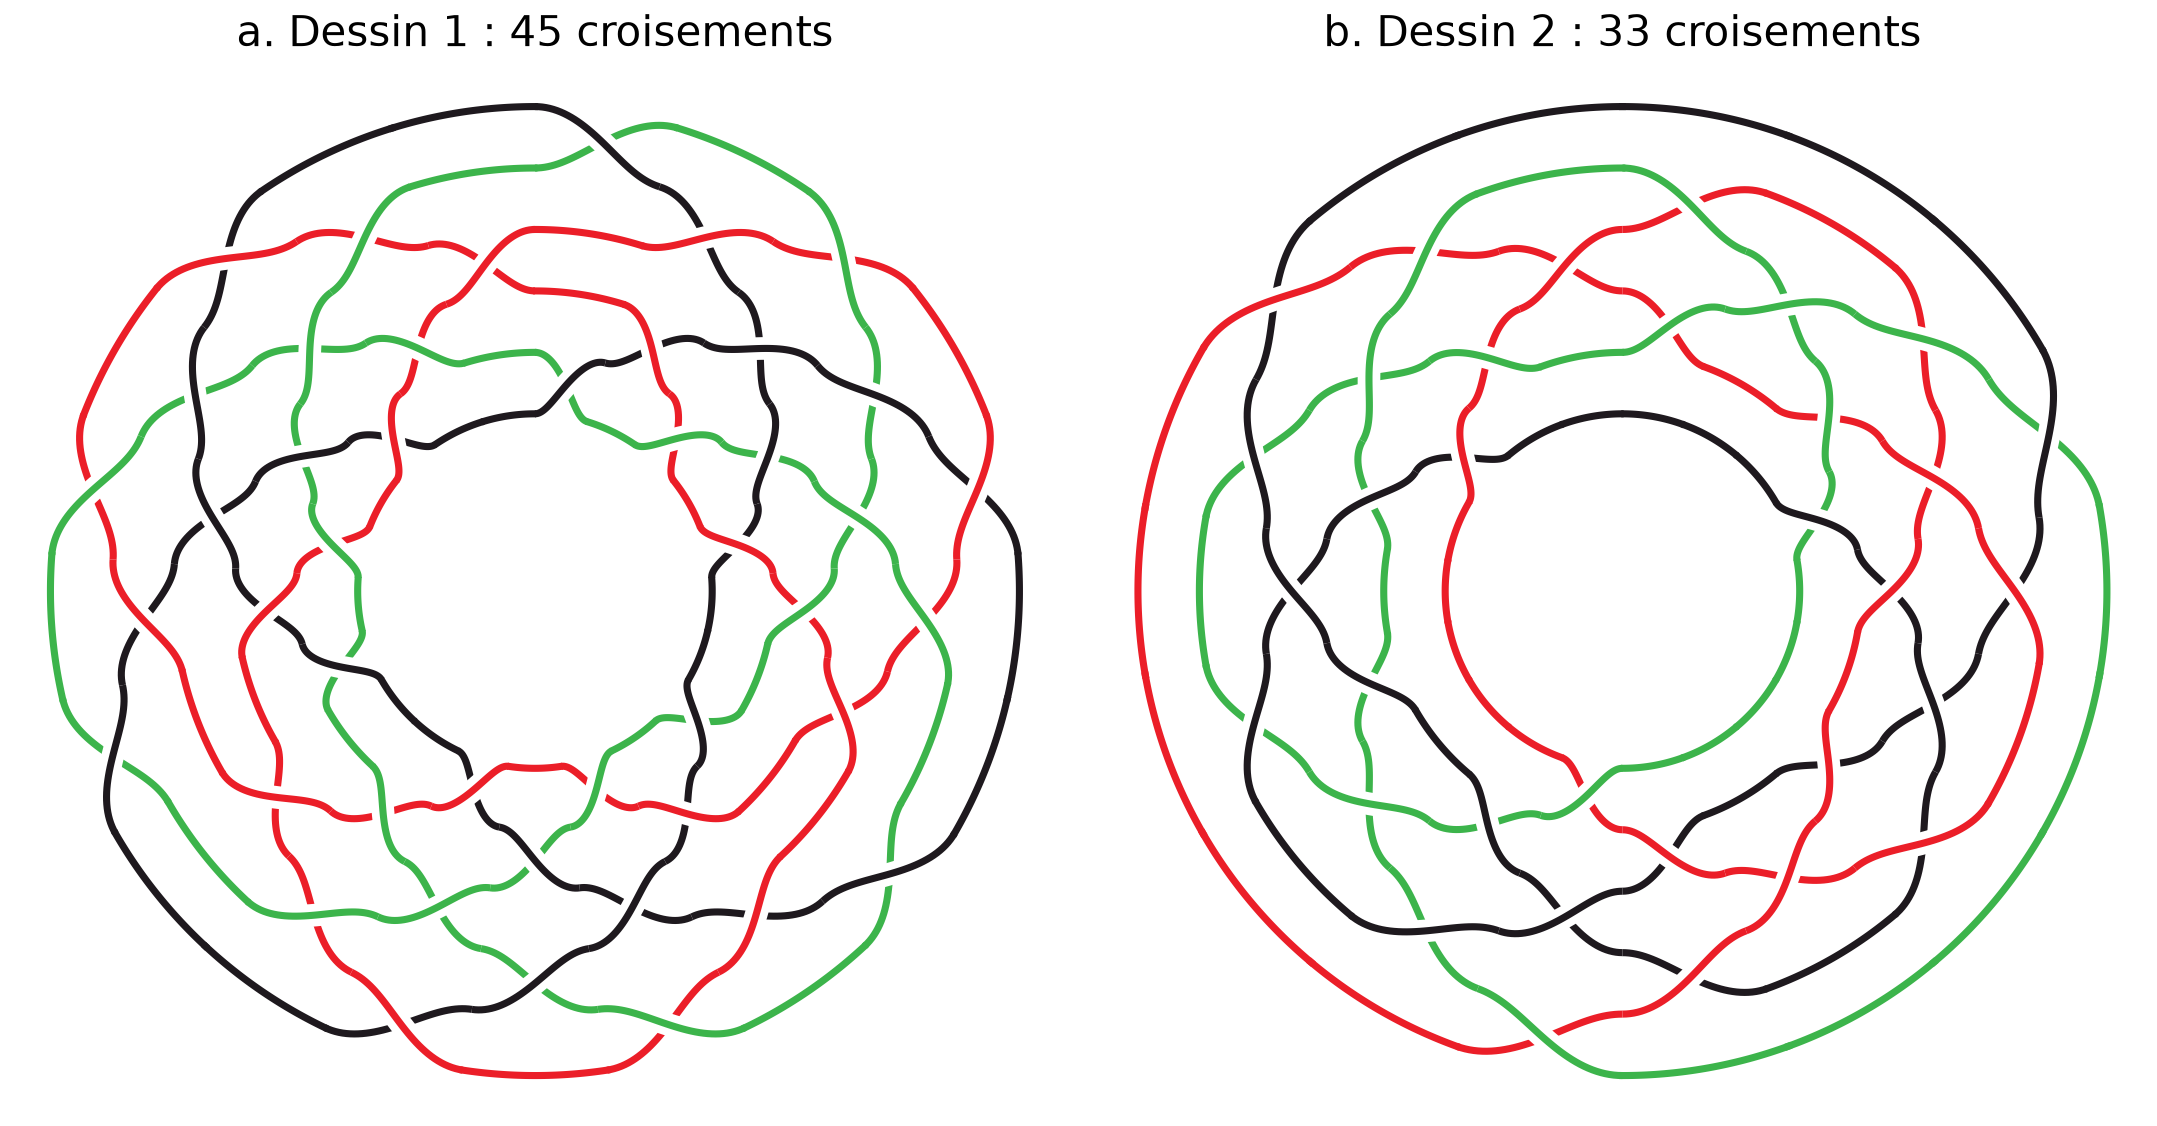 a. Dessin 1 : 45 croisements
b. Dessin 2 : 33 croisements